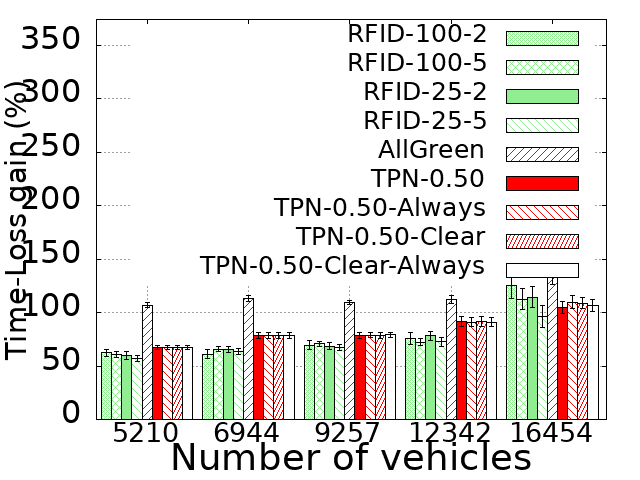 Time-Loss gain (%)
350
300
250
200
150
100
50
0
RFID-100-2
RFID-100-5
RFID-25-2
RFID-25-5
AllGreen
TPN-0.50
TPN-0.50-Always
TPN-0.50-Clear
TPN-0.50-Clear-Always
5210 6944 9257 12342 16454
Number of vehicles